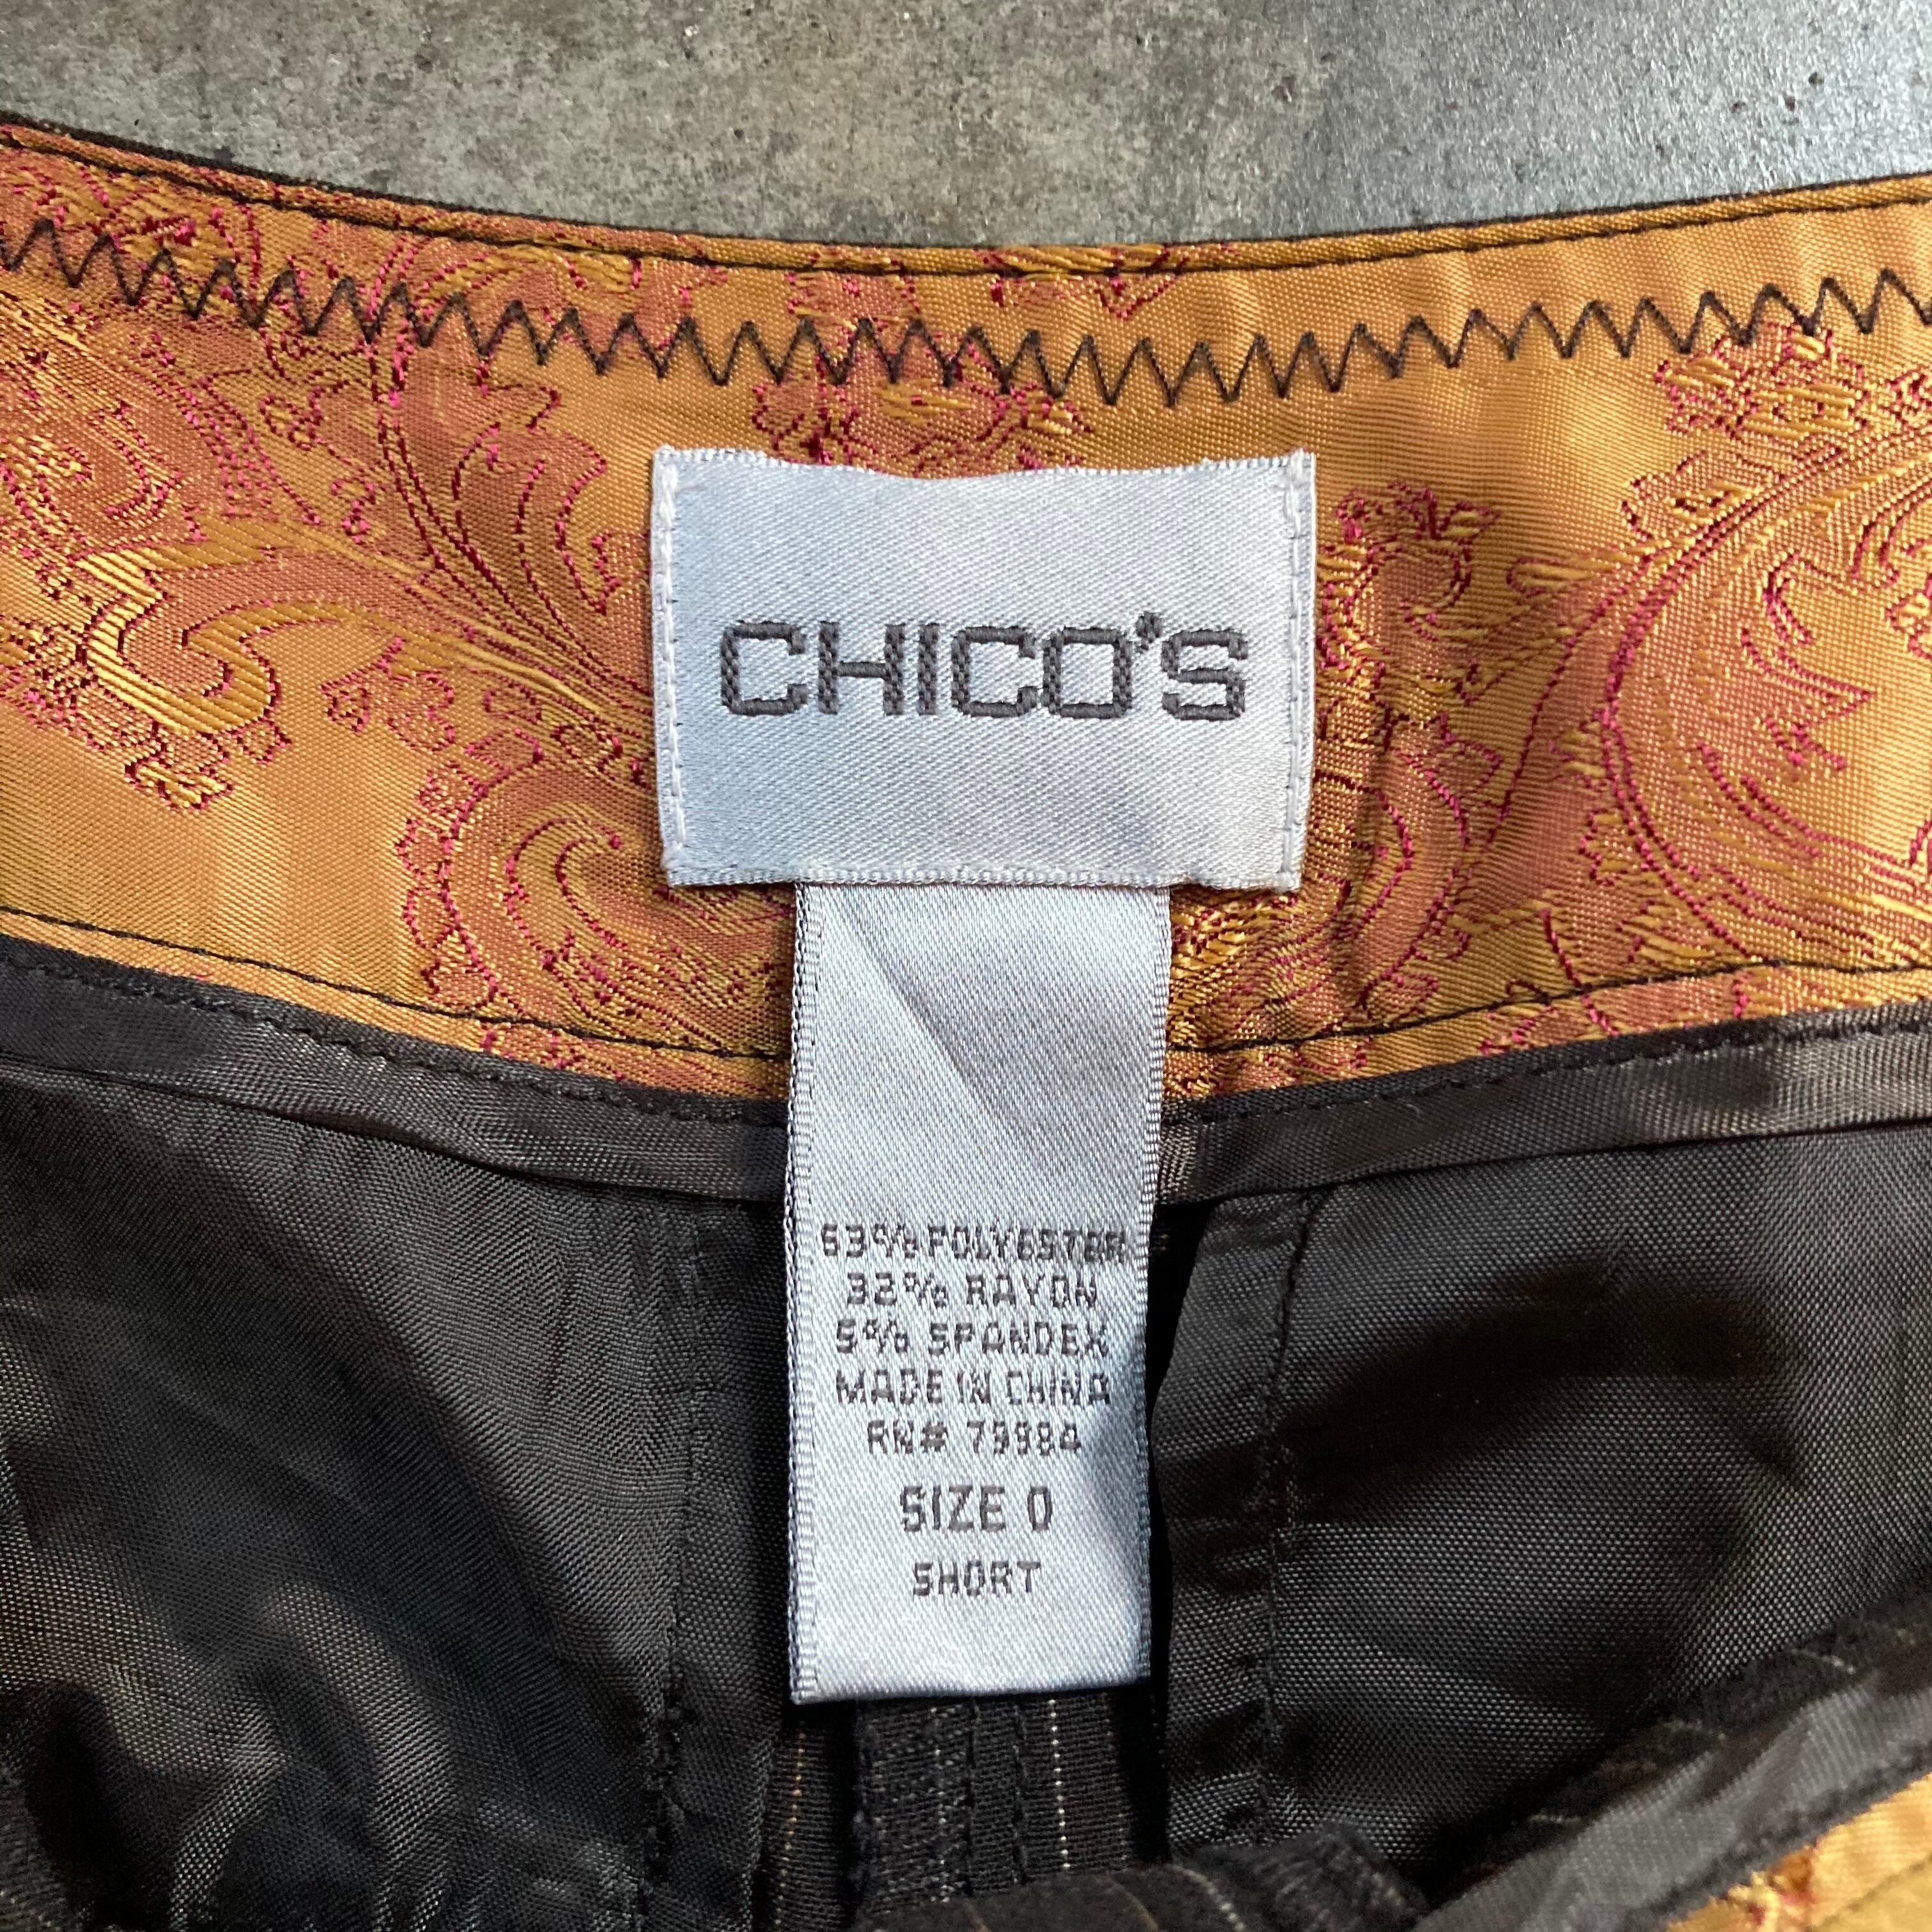 CHICO'S
63% POLYESTER
32% RAYON
5% SPANDEX
MADE IN CHINA
RN# 79984
SIZE 0
SHORT